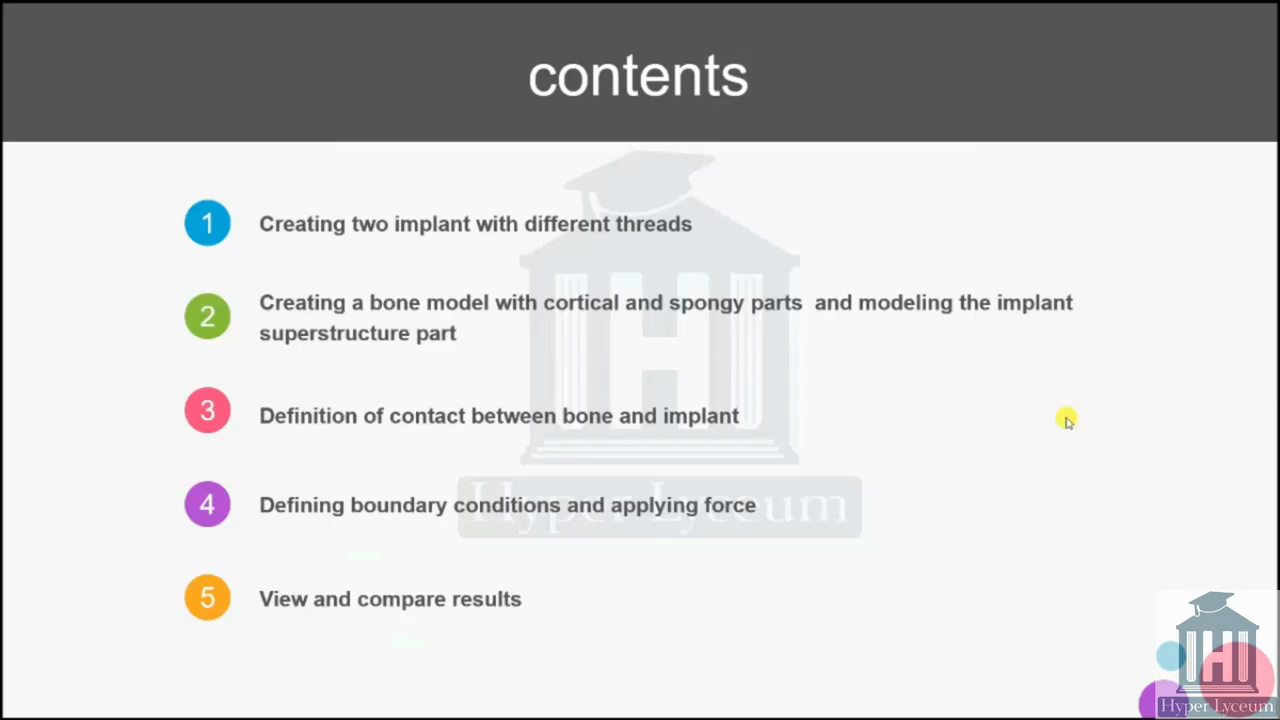 contents
1 Creating two implant with different threads
2 Creating a bone model with cortical and spongy parts and modeling the implant
superstructure part
3 Definition of contact between bone and implant
Hyper Lyceum
4 Defining boundary conditions and applying force
5 View and compare results
Hyper Lyceum